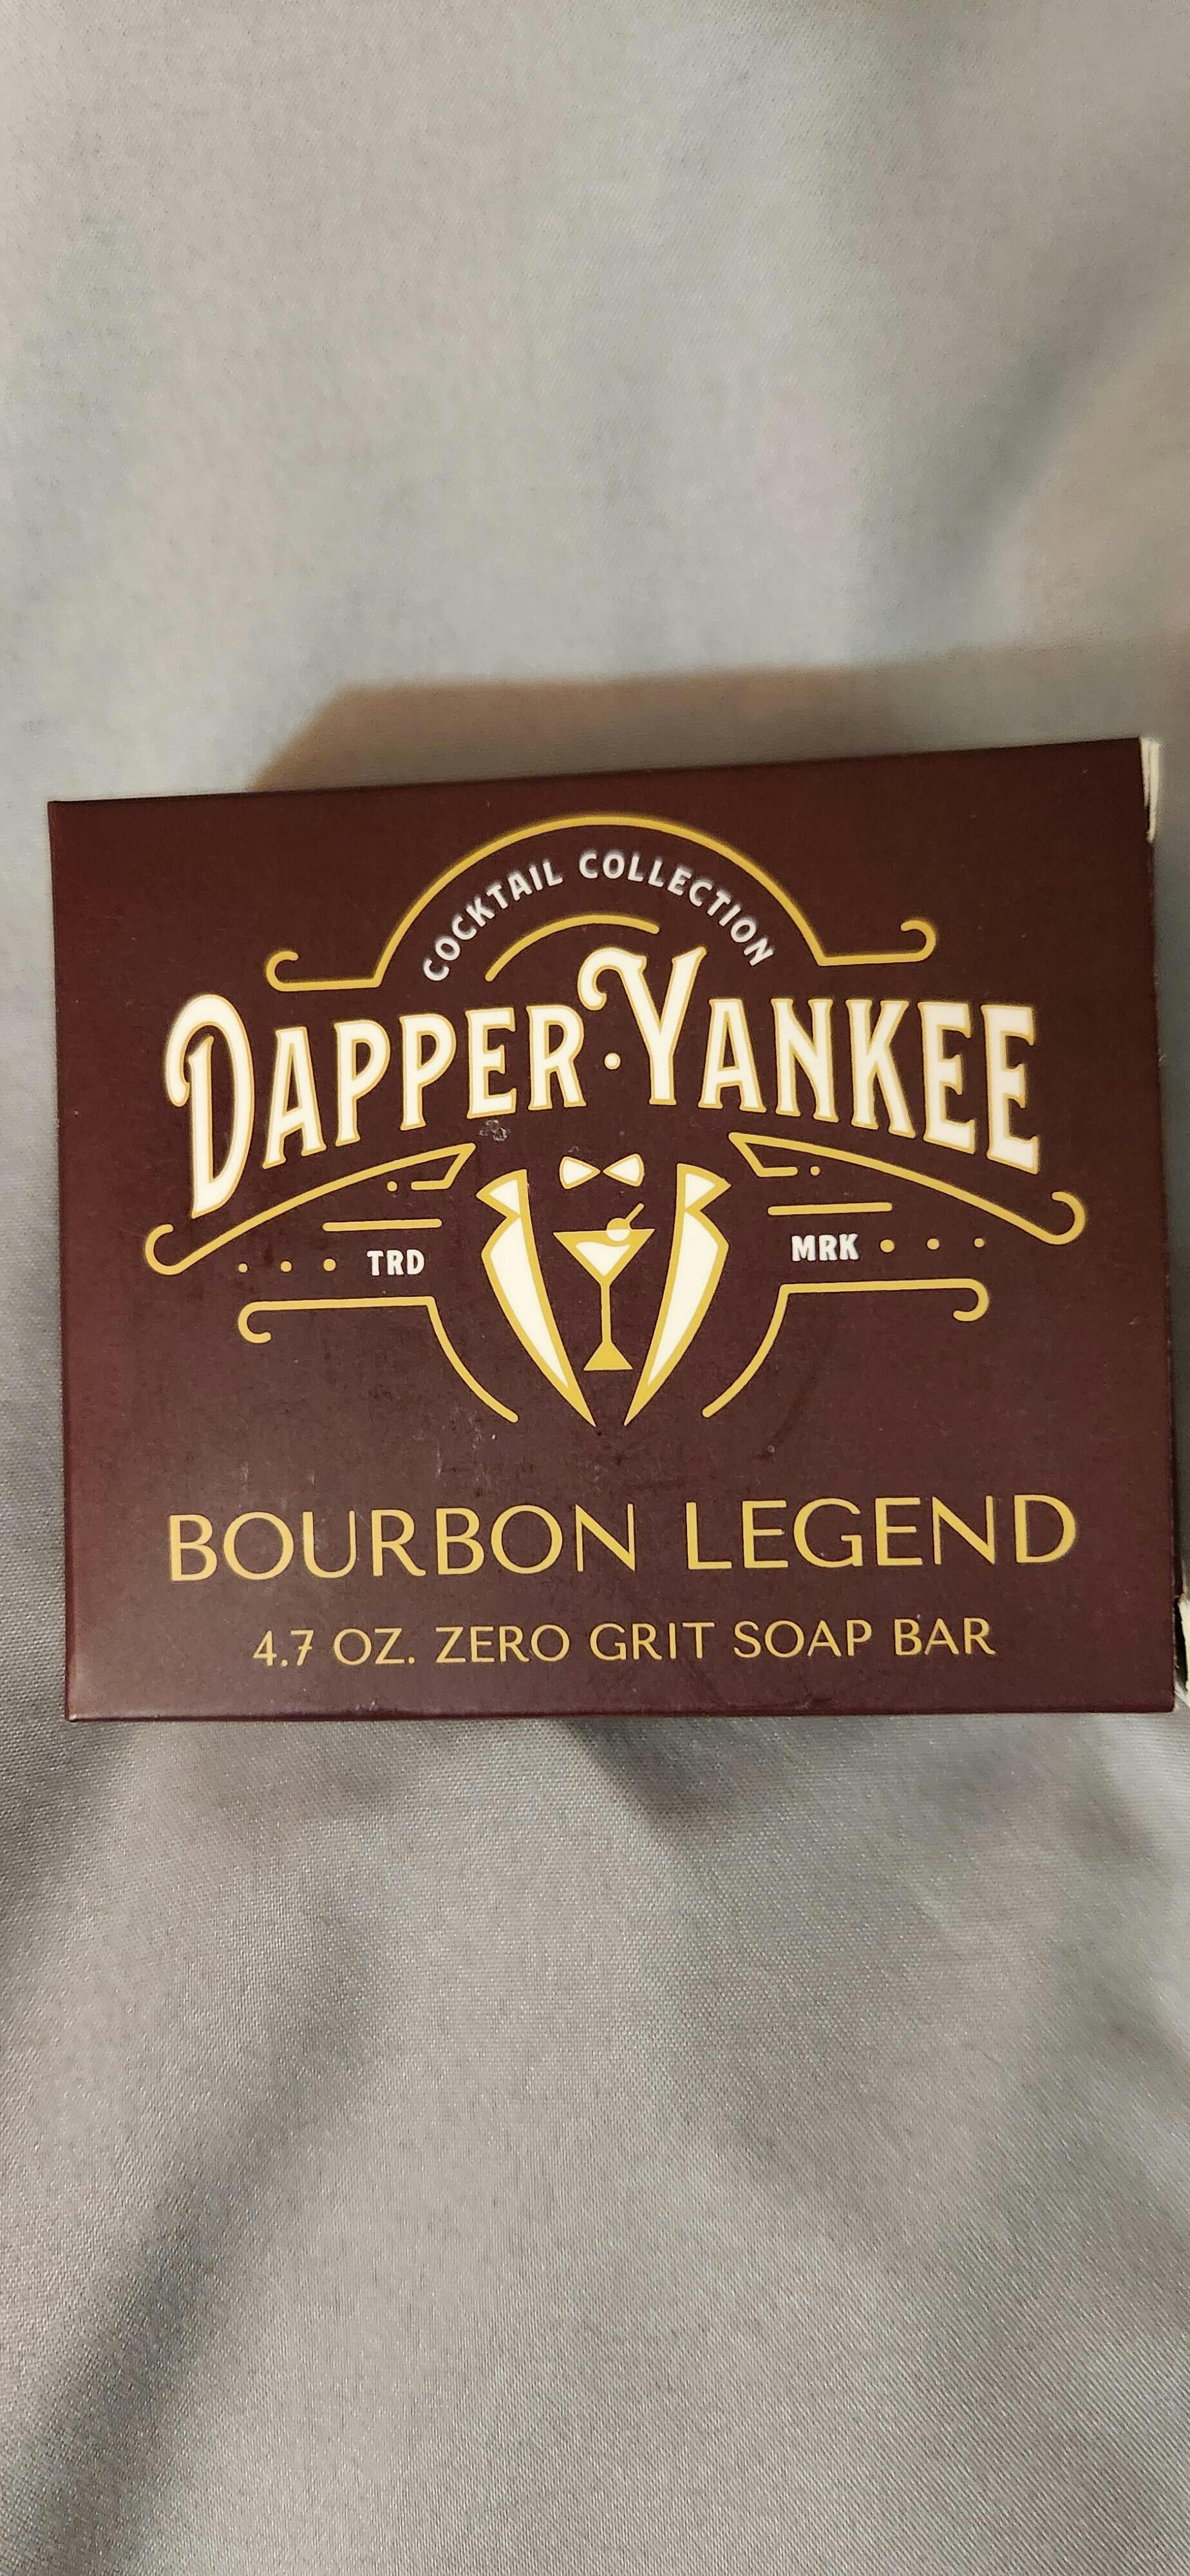 COCKTAIL COLLECTION
DAPPER·YANKEE
TRD MRK
BOURBON LEGEND
4.7 OZ. ZERO GRIT SOAP BAR